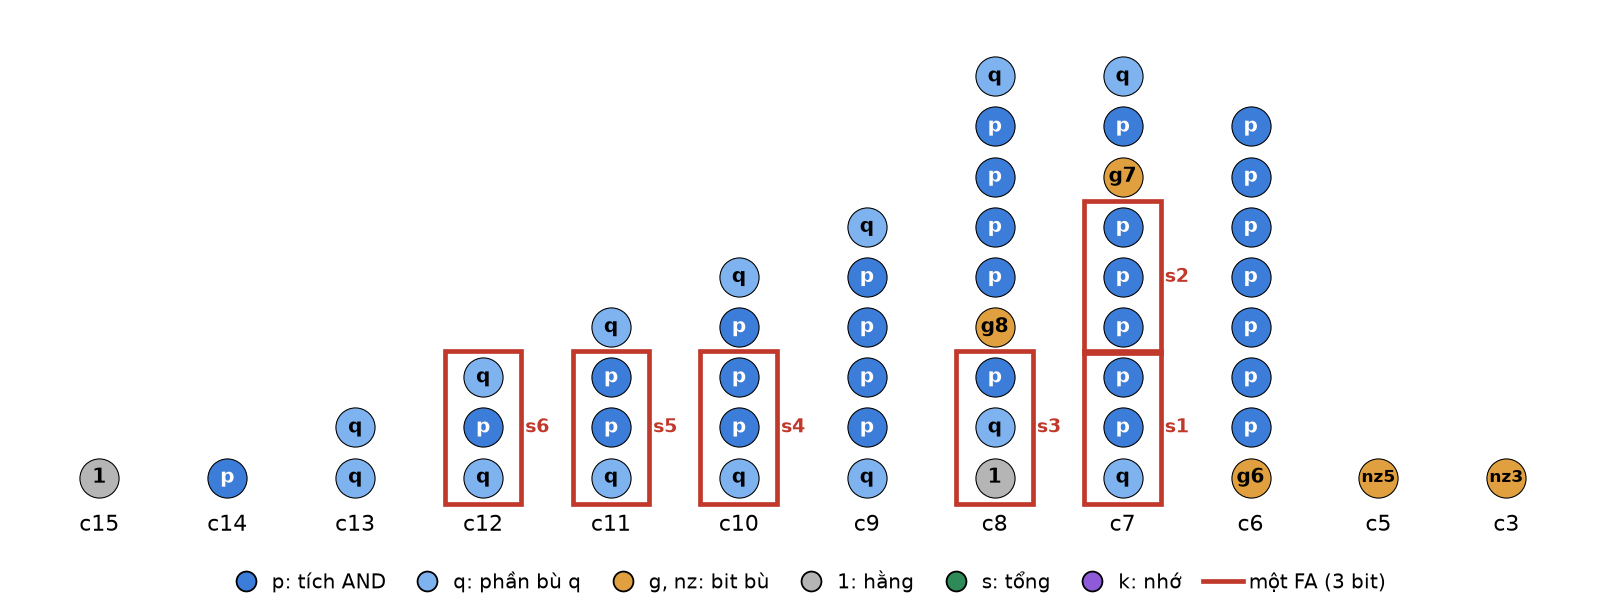 q q
p p p
p g7 p
q p p p
q p p p p
q p g8 p p
q p p p p p s2
q p p p p p p p
q p p p p q p p
s6 s5 s4 s3 s1
1 p q q q q q 1 q g6 nz5 nz3
c15 c14 c13 c12 c11 c10 c9 c8 c7 c6 c5 c3
p: tích AND q: phần bù q g, nz: bit bù 1: hằng s: tổng k: nhớ một FA (3 bit)